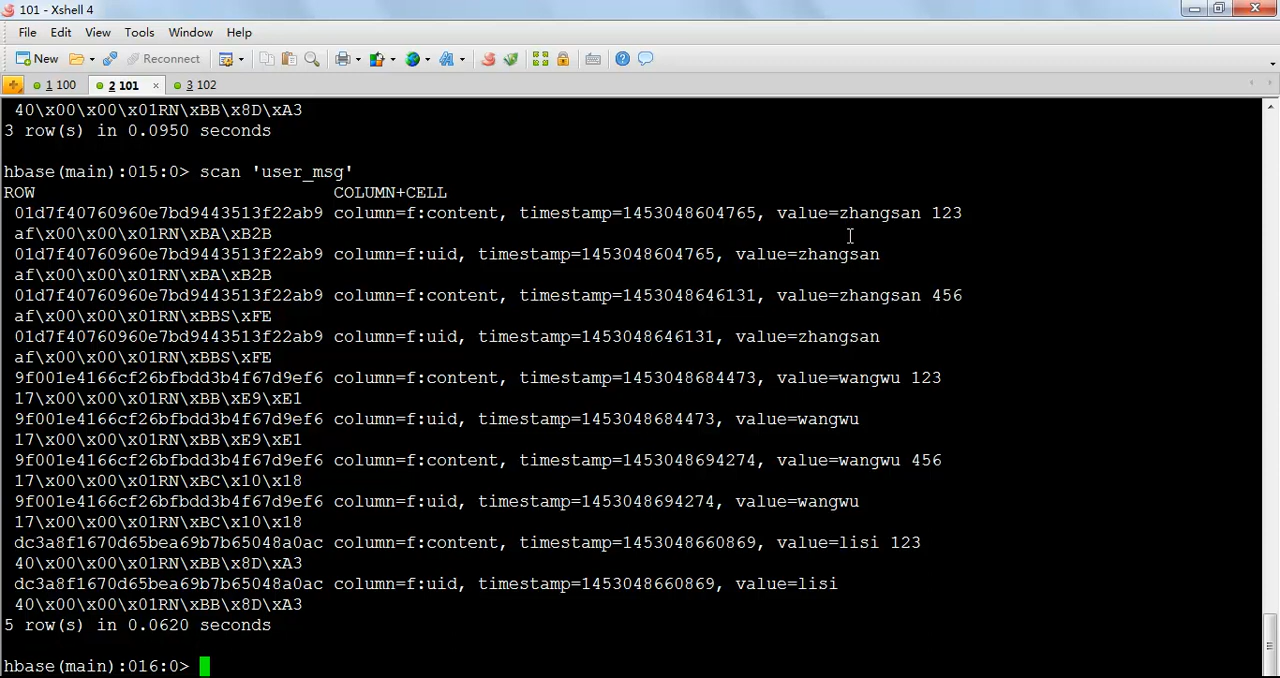 101 - Xshell 4
File Edit View Tools Window Help
New Reconnect
1 100 2 101 3 102
40\x00\x00\x01RN\xBB\x8D\xA3
3 row(s) in 0.0950 seconds
hbase(main):015:0> scan 'user_msg'
ROW COLUMN+CELL
01d7f40760960e7bd9443513f22ab9 column=f:content, timestamp=1453048604765, value=zhangsan 123
af\x00\x00\x01RN\xBA\xB2B
01d7f40760960e7bd9443513f22ab9 column=f:uid, timestamp=1453048604765, value=zhangsan
af\x00\x00\x01RN\xBA\xB2B
01d7f40760960e7bd9443513f22ab9 column=f:content, timestamp=1453048646131, value=zhangsan 456
af\x00\x00\x01RN\xBBS\xFE
01d7f40760960e7bd9443513f22ab9 column=f:uid, timestamp=1453048646131, value=zhangsan
af\x00\x00\x01RN\xBBS\xFE
9f001e4166cf26bfbdd3b4f67d9ef6 column=f:content, timestamp=1453048684473, value=wangwu 123
17\x00\x00\x01RN\xBB\xE9\xE1
9f001e4166cf26bfbdd3b4f67d9ef6 column=f:uid, timestamp=1453048684473, value=wangwu
17\x00\x00\x01RN\xBB\xE9\xE1
9f001e4166cf26bfbdd3b4f67d9ef6 column=f:content, timestamp=1453048694274, value=wangwu 456
17\x00\x00\x01RN\xBC\x10\x18
9f001e4166cf26bfbdd3b4f67d9ef6 column=f:uid, timestamp=1453048694274, value=wangwu
17\x00\x00\x01RN\xBC\x10\x18
dc3a8f1670d65bea69b7b65048a0ac column=f:content, timestamp=1453048660869, value=lisi 123
40\x00\x00\x01RN\xBB\x8D\xA3
dc3a8f1670d65bea69b7b65048a0ac column=f:uid, timestamp=1453048660869, value=lisi
40\x00\x00\x01RN\xBB\x8D\xA3
5 row(s) in 0.0620 seconds
hbase(main):016:0>